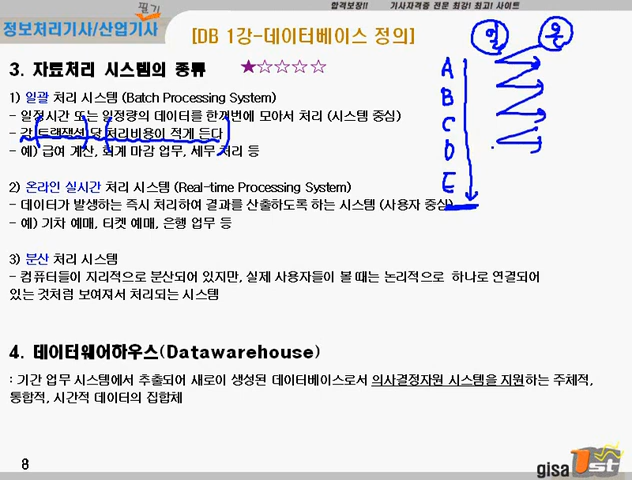 합격보장!! 기사자격증 전문 최강! 최고! 사이트
필기
정보처리기사/산업기사
[DB 1강-데이터베이스 정의]
일 온
3. 자료처리 시스템의 종류 ★☆☆☆☆
A
B
C
D
E
1) 일괄 처리 시스템 (Batch Processing System)
- 일정시간 또는 일정량의 데이터를 한꺼번에 모아서 처리 (시스템 중심)
- 각 트랜잭션 당 처리비용이 적게 든다
- 예) 급여 계산, 회계 마감 업무, 세무 처리 등
2) 온라인 실시간 처리 시스템 (Real-time Processing System)
- 데이터가 발생하는 즉시 처리하여 결과를 산출하도록 하는 시스템 (사용자 중심)
- 예) 기차 예매, 티켓 예매, 은행 업무 등
3) 분산 처리 시스템
- 컴퓨터들이 지리적으로 분산되어 있지만, 실제 사용자들이 볼 때는 논리적으로 하나로 연결되어
있는 것처럼 보여져서 처리되는 시스템
4. 데이터웨어하우스(Datawarehouse)
: 기간 업무 시스템에서 추출되어 새로이 생성된 데이터베이스로서 의사결정자원 시스템을 지원하는 주체적,
통합적, 시간적 데이터의 집합체
8
gisa 1st